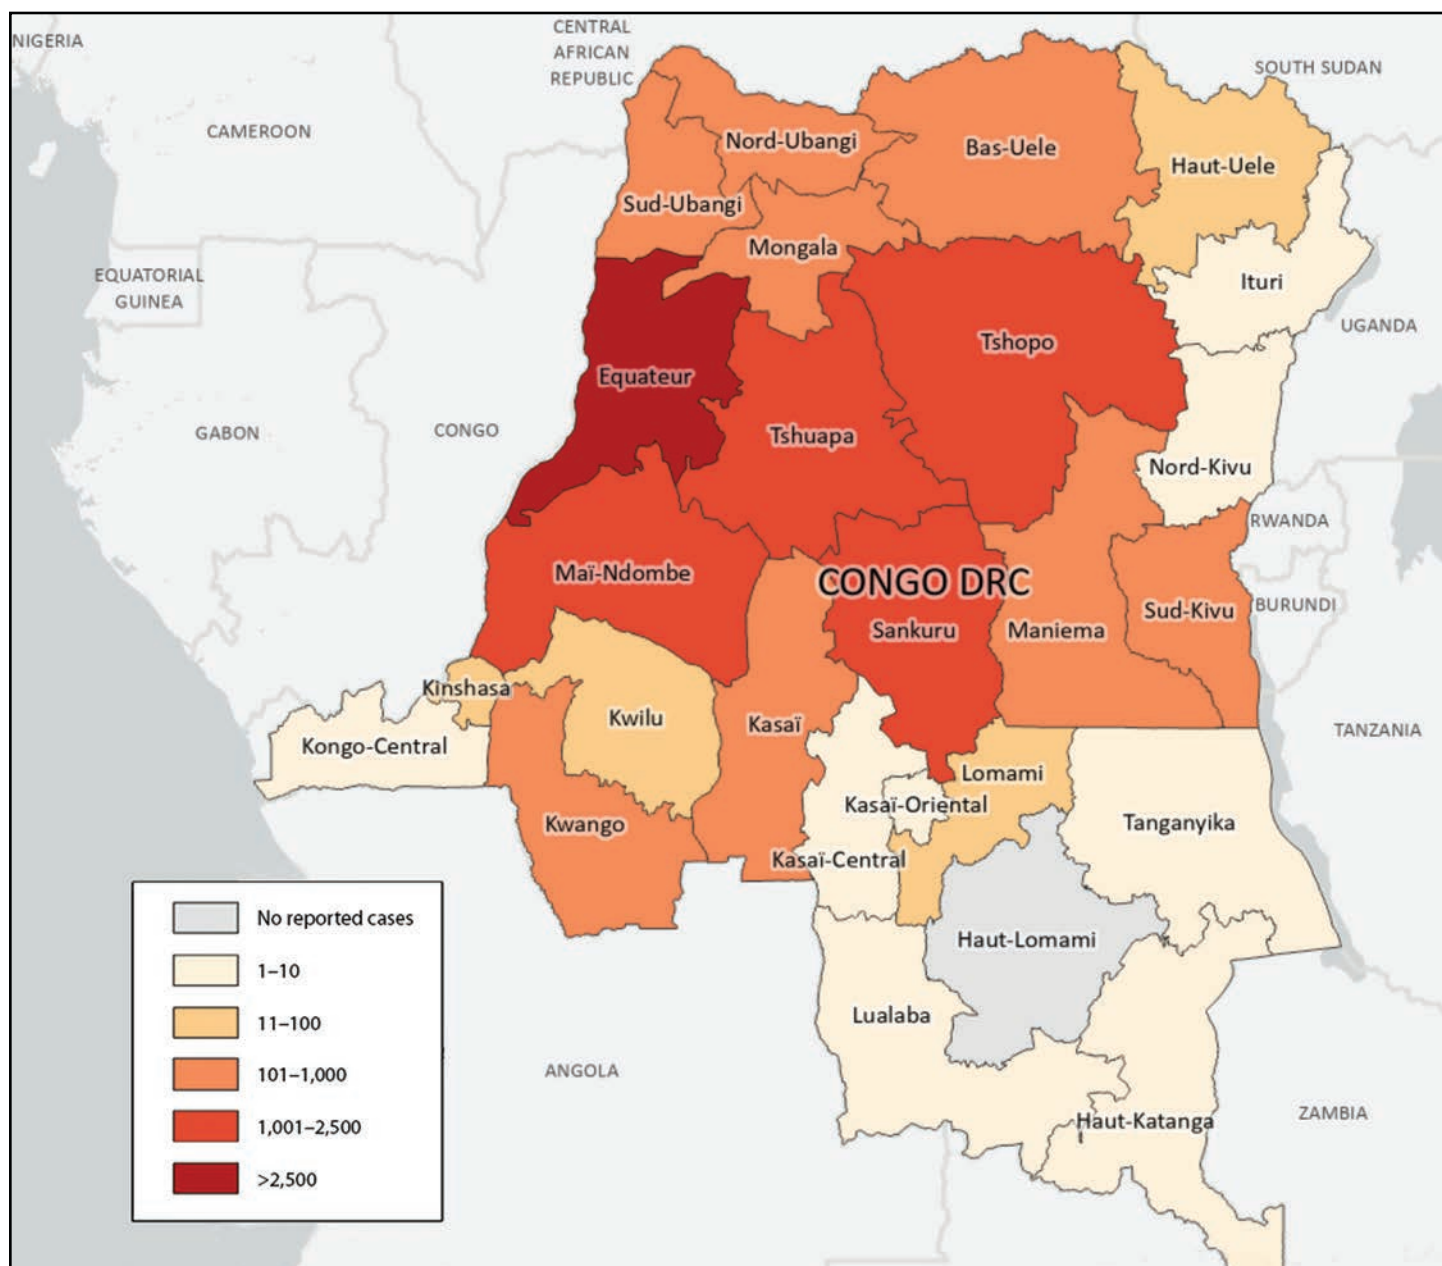 NIGERIA
CENTRAL
AFRICAN
REPUBLIC
SOUTH SUDAN
CAMEROON
Nord-Ubangi
Bas-Uele
Haut-Uele
Sud-Ubangi
Mongala
EQUATORIAL
GUINEA
Ituri
UGANDA
Tshopo
Equateur
GABON
CONGO
Tshuapa
Nord-Kivu
RWANDA
Maï-Ndombe
CONGO DRC
BURUNDI
Sankuru
Maniema
Sud-Kivu
Kinshasa
Kwilu
Kasaï
TANZANIA
Kongo-Central
Lomami
Kasaï-Oriental
Kwango
Tanganyika
Kasaï-Central
Haut-Lomami
Lualaba
ANGOLA
Haut-Katanga
ZAMBIA
No reported cases
1–10
11–100
101–1,000
1,001–2,500
>2,500